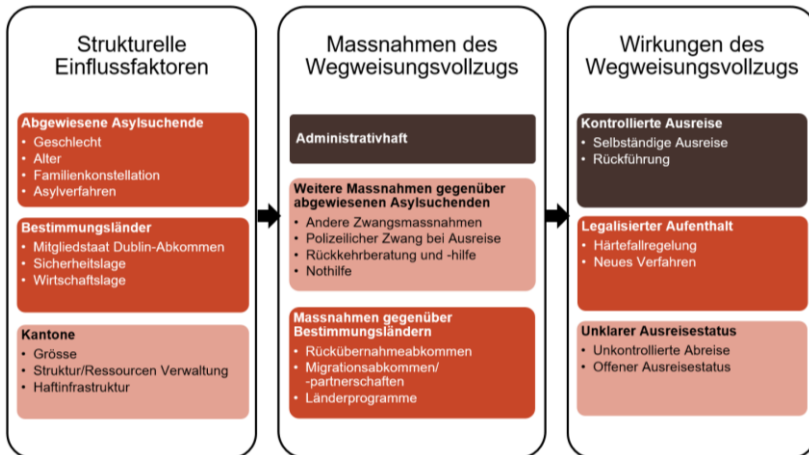 Strukturelle
Einflussfaktoren
Abgewiesene Asylsuchende
• Geschlecht
• Alter
• Familienkonstellation
• Asylverfahren
Bestimmungsländer
• Mitgliedstaat Dublin-Abkommen
• Sicherheitslage
• Wirtschaftslage
Kantone
• Grösse
• Struktur/Ressourcen Verwaltung
• Haftinfrastruktur
Massnahmen des
Wegweisungsvollzugs
Administrativhaft
Weitere Massnahmen gegenüber
abgewiesenen Asylsuchenden
• Andere Zwangsmassnahmen
• Polizeilicher Zwang bei Ausreise
• Rückkehrberatung und -hilfe
• Nothilfe
Massnahmen gegenüber
Bestimmungsländern
• Rückübernahmeabkommen
• Migrationsabkommen/
-partnerschaften
• Länderprogramme
Wirkungen des
Wegweisungsvollzugs
Kontrollierte Ausreise
• Selbständige Ausreise
• Rückführung
Legalisierter Aufenthalt
• Härtefallregelung
• Neues Verfahren
Unklarer Ausreisestatus
• Unkontrollierte Abreise
• Offener Ausreisestatus